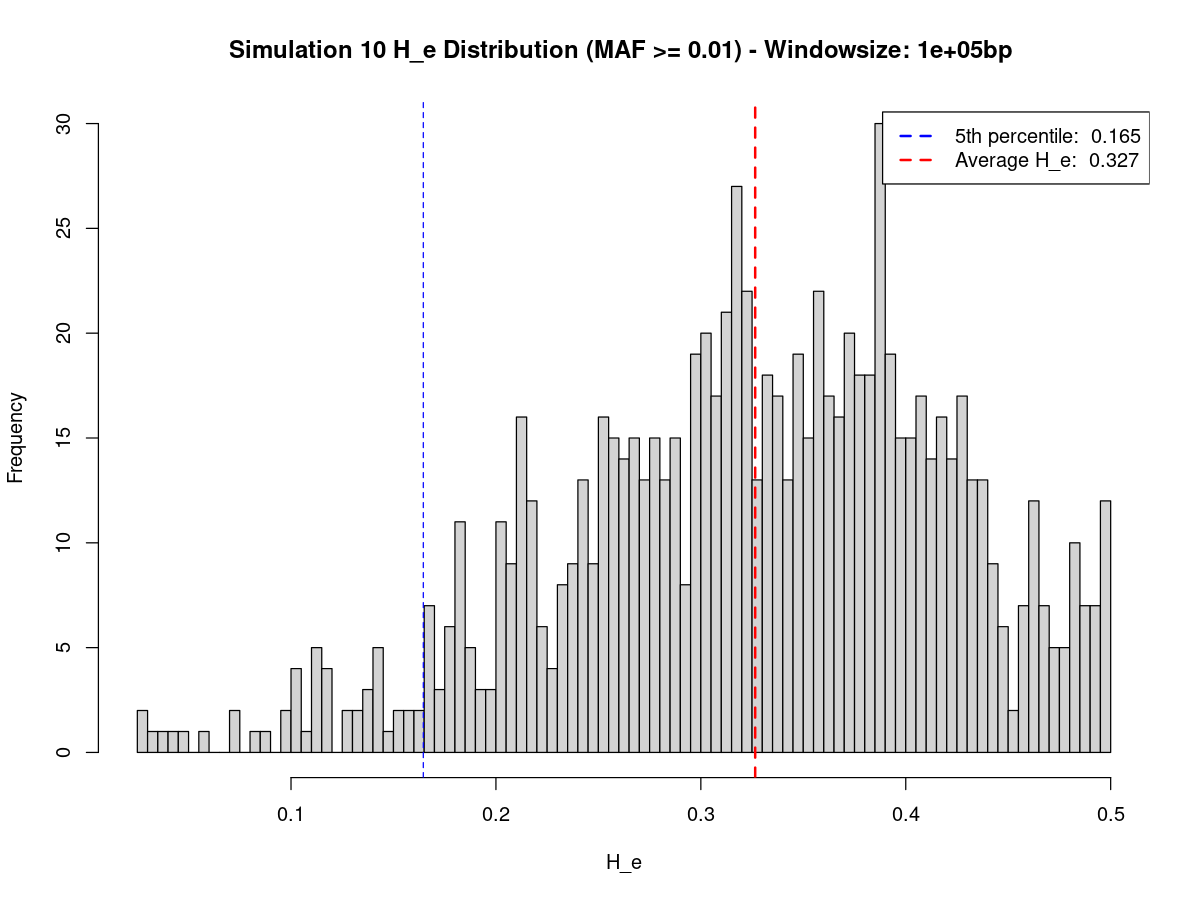 Simulation 10 H_e Distribution (MAF >= 0.01) - Windowsize: 1e+05bp
5th percentile: 0.165
Average H_e: 0.327
Frequency
30
25
20
15
10
5
0
0.1 0.2 0.3 0.4 0.5
H_e